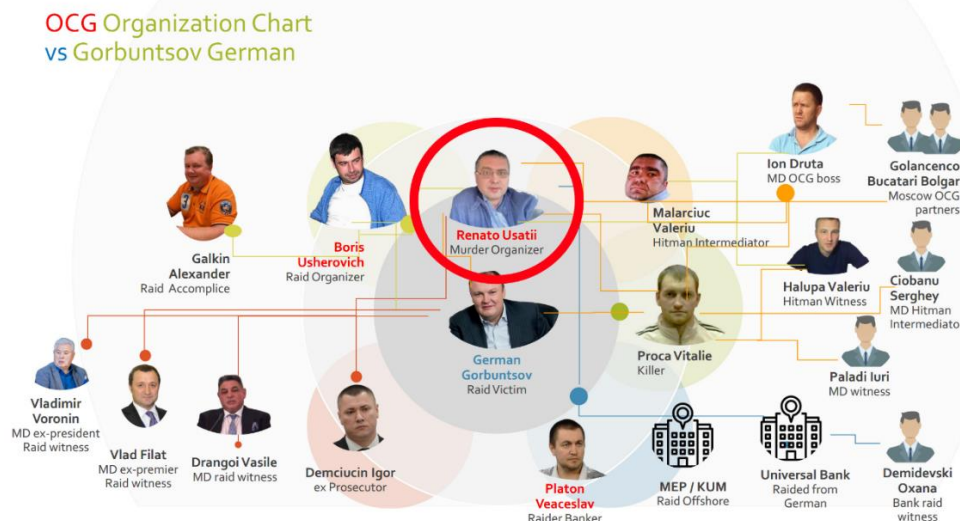 OCG Organization Chart
vs Gorbuntsov German
Ion Druta
MD OCG boss
Golancenco
Bucatari Bolgar
Moscow OCG
partners
Galkin
Alexander
Raid Accomplice
Boris
Usherovich
Raid Organizer
Renato Usatii
Murder Organizer
Malarciuc
Valeriu
Hitman Intermediator
Halupa Valeriu
Hitman Witness
Ciobanu
Serghey
MD Hitman
Intermediato
German
Gorbuntsov
Raid Victim
Proca Vitalie
Killer
Paladi Iuri
MD witness
Vladimir
Voronin
MD ex-president
Raid witness
Vlad Filat
MD ex-premier
Raid witness
Drangoi Vasile
MD raid witness
Demciucin Igor
ex Prosecutor
Platon
Veaceslav
Raider Banker
MEP / KUM
Raid Offshore
Universal Bank
Raided from
German
Demidevski
Oxana
Bank raid
witness
3